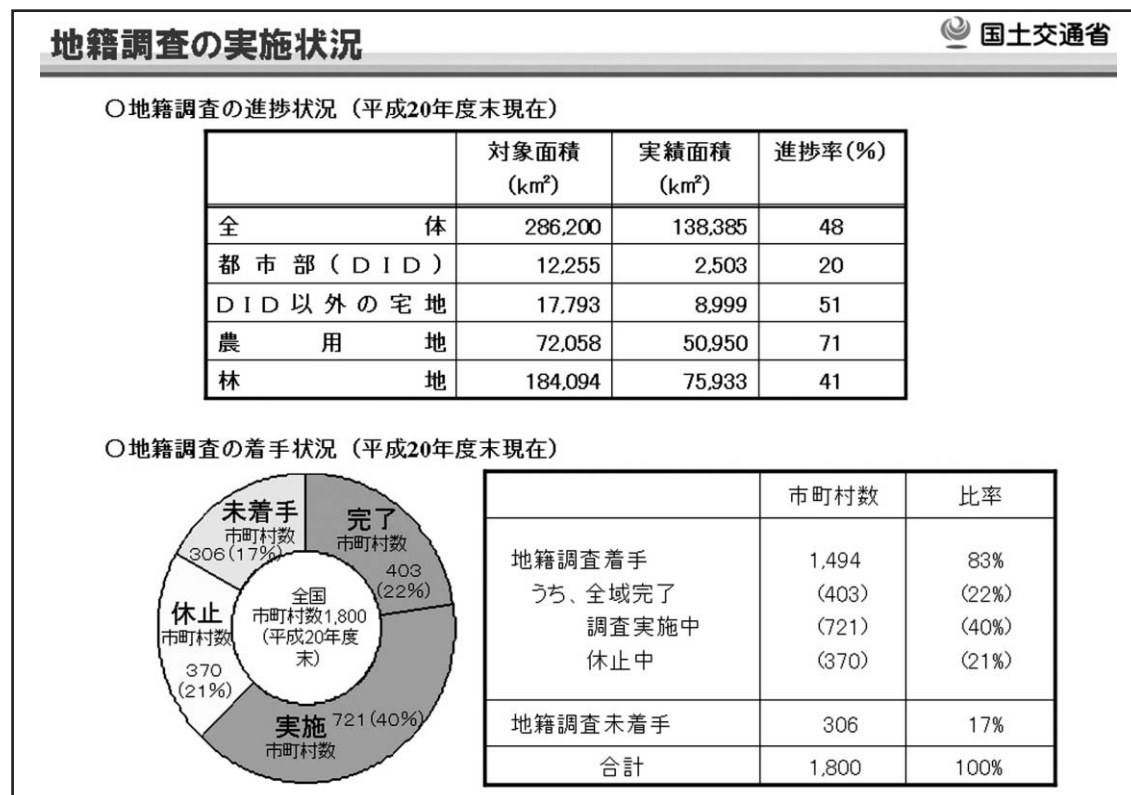 地籍調査の実施状況
国土交通省
〇地籍調査の進捗状況（平成20年度末現在）
対象面積 実績面積 進捗率(%)
(km²) (km²)
全体 286,200 138,385 48
都市部(DID) 12,255 2,503 20
DID以外の宅地 17,793 8,999 51
農用地 72,058 50,950 71
林地 184,094 75,933 41
〇地籍調査の着手状況（平成20年度末現在）
未着手
市町村数
306(17%)
完了
市町村数
403
(22%)
全国
市町村数1,800
(平成20年度
末)
休止
市町村数
370
(21%)
実施 721(40%)
市町村数
市町村数 比率
地籍調査着手 1,494 83%
うち、全域完了 (403) (22%)
調査実施中 (721) (40%)
休止中 (370) (21%)
地籍調査未着手 306 17%
合計 1,800 100%